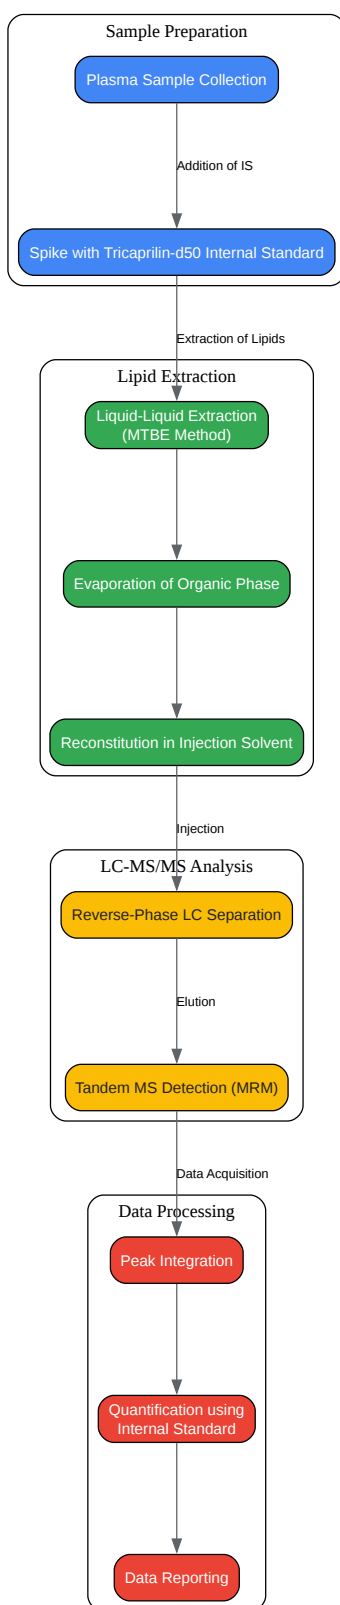 Sample Preparation
Plasma Sample Collection
Addition of IS
Spike with Tricaprilin-d50 Internal Standard
Extraction of Lipids
Lipid Extraction
Liquid-Liquid Extraction
(MTBE Method)
Evaporation of Organic Phase
Reconstitution in Injection Solvent
Injection
LC-MS/MS Analysis
Reverse-Phase LC Separation
Elution
Tandem MS Detection (MRM)
Data Acquisition
Data Processing
Peak Integration
Quantification using
Internal Standard
Data Reporting